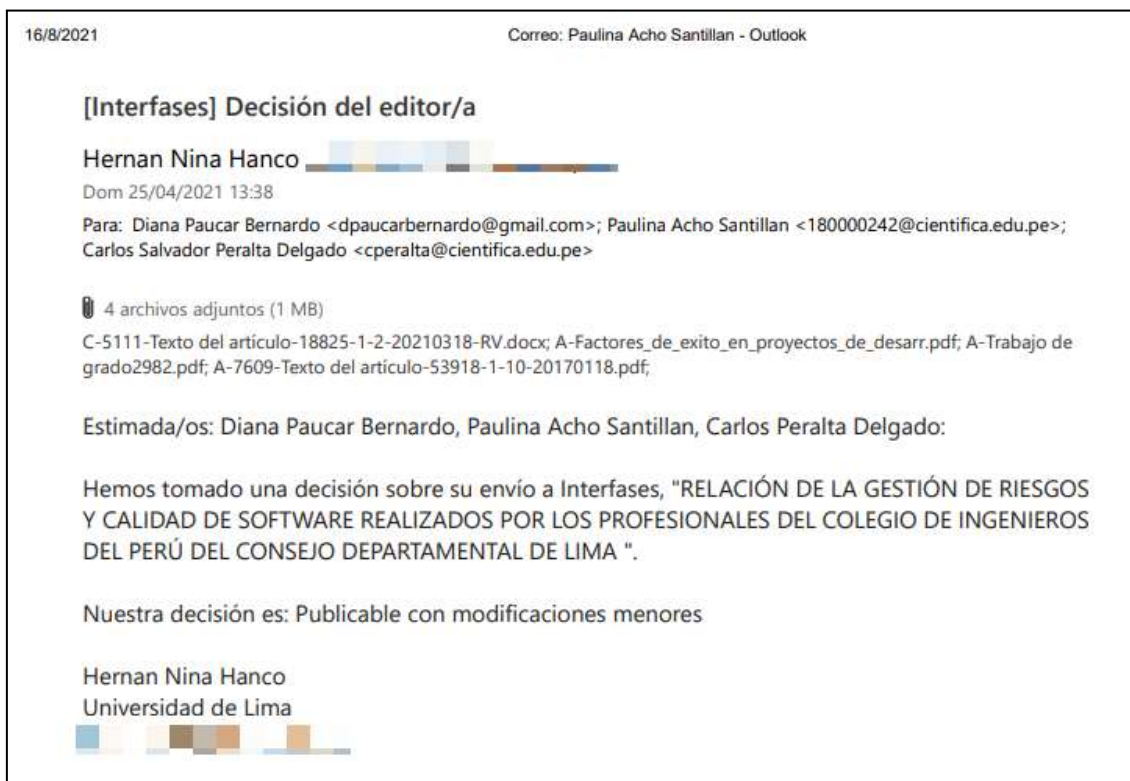 16/8/2021 Correo: Paulina Acho Santillan - Outlook
[Interfases] Decisión del editor/a
Hernan Nina Hanco
Dom 25/04/2021 13:38
Para: Diana Paucar Bernardo <dpaucarbernardo@gmail.com>; Paulina Acho Santillan <180000242@cientifica.edu.pe>;
Carlos Salvador Peralta Delgado <cperalta@cientifica.edu.pe>
4 archivos adjuntos (1 MB)
C-5111-Texto del artículo-18825-1-2-20210318-RV.docx; A-Factores_de_exito_en_proyectos_de_desarr.pdf; A-Trabajo de
grado2982.pdf; A-7609-Texto del artículo-53918-1-10-20170118.pdf;
Estimada/os: Diana Paucar Bernardo, Paulina Acho Santillan, Carlos Peralta Delgado:
Hemos tomado una decisión sobre su envío a Interfases, "RELACIÓN DE LA GESTIÓN DE RIESGOS
Y CALIDAD DE SOFTWARE REALIZADOS POR LOS PROFESIONALES DEL COLEGIO DE INGENIEROS
DEL PERÚ DEL CONSEJO DEPARTAMENTAL DE LIMA ".
Nuestra decisión es: Publicable con modificaciones menores
Hernan Nina Hanco
Universidad de Lima